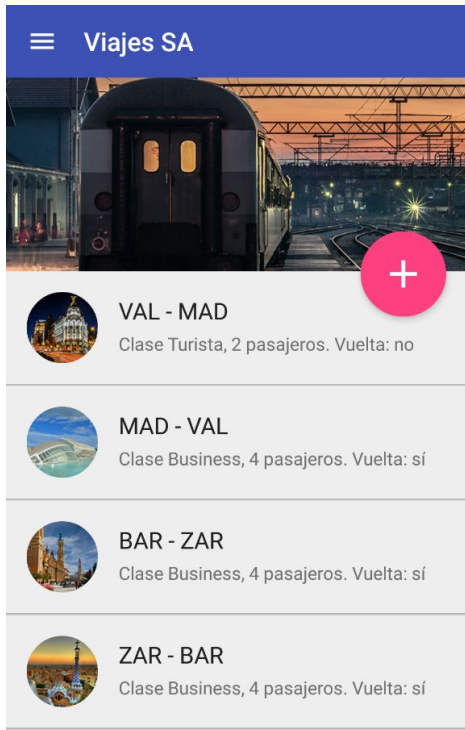 Viajes SA
VAL - MAD
Clase Turista, 2 pasajeros. Vuelta: no
MAD - VAL
Clase Business, 4 pasajeros. Vuelta: sí
BAR - ZAR
Clase Business, 4 pasajeros. Vuelta: sí
ZAR - BAR
Clase Business, 4 pasajeros. Vuelta: sí